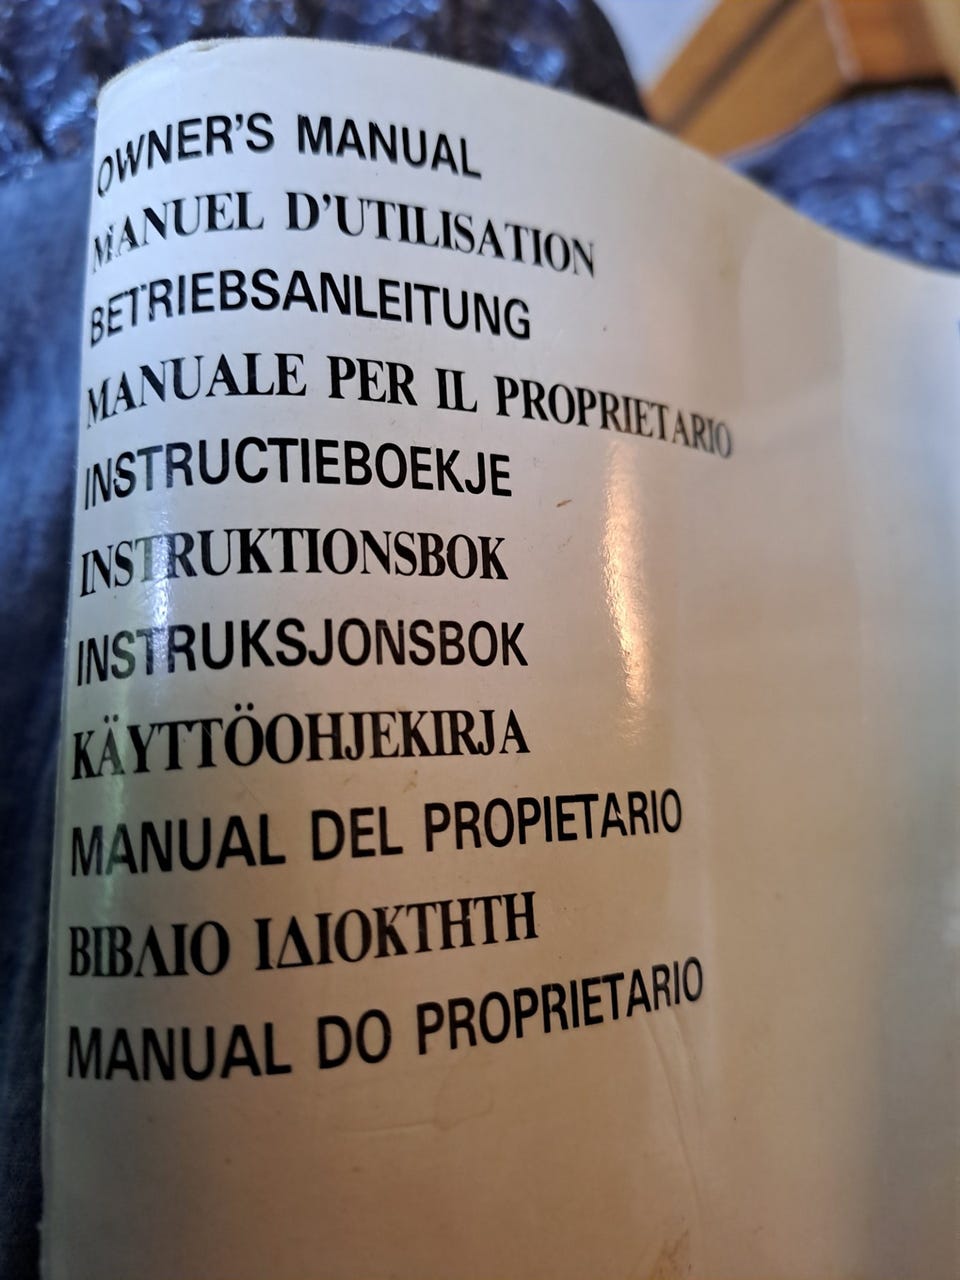 OWNER'S MANUAL
MANUEL D'UTILISATION
BETRIEBSANLEITUNG
MANUALE PER IL PROPRIETARIO
INSTRUCTIEBOEKJE
INSTRUKTIONSBOK
INSTRUKSJONSBOK
KÄYTTÖOHJEKIRJA
MANUAL DEL PROPIETARIO
ΒΙΒΛΙΟ ΙΔΙΟΚΤΗΤΗ
MANUAL DO PROPRIETARIO